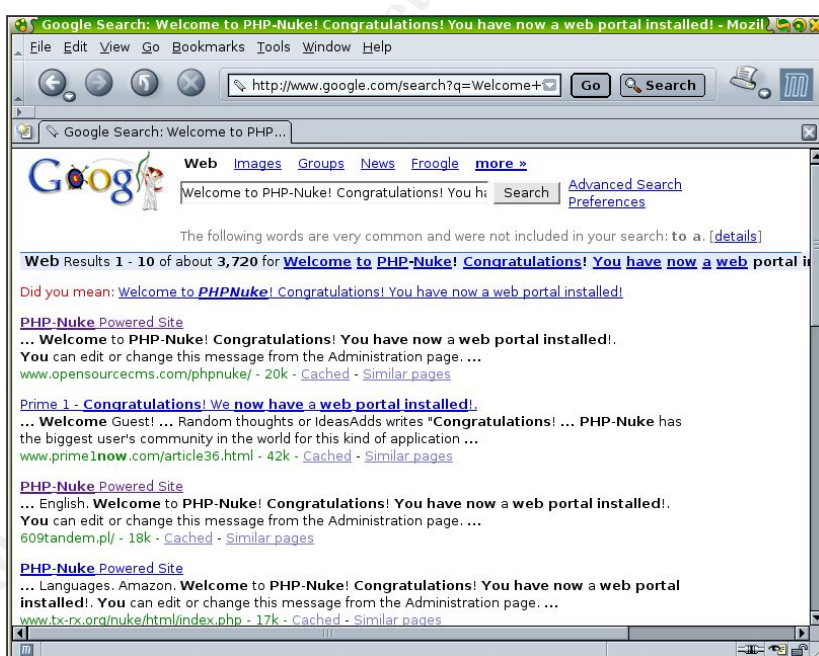 Google Search: Welcome to PHP-Nuke! Congratulations! You have now a web portal installed! - Mozil
File Edit View Go Bookmarks Tools Window Help
http://www.google.com/search?q=Welcome+ Go Search
Google Search: Welcome to PHP...
Web Images Groups News Froogle more »
Welcome to PHP-Nuke! Congratulations! You ha Search Advanced Search
Preferences
The following words are very common and were not included in your search: to a. [details]
Web Results 1 - 10 of about 3,720 for Welcome to PHP-Nuke! Congratulations! You have now a web portal in
Did you mean: Welcome to PHPNuke! Congratulations! You have now a web portal installed!
PHP-Nuke Powered Site
... Welcome to PHP-Nuke! Congratulations! You have now a web portal installed!.
You can edit or change this message from the Administration page. ...
www.opensourcecms.com/phpnuke/ - 20k - Cached - Similar pages
Prime 1 - Congratulations! We now have a web portal installed!.
... Welcome Guest! ... Random thoughts or IdeasAdds writes "Congratulations! ... PHP-Nuke has
the biggest user's community in the world for this kind of application ...
www.prime1now.com/article36.html - 42k - Cached - Similar pages
PHP-Nuke Powered Site
... English. Welcome to PHP-Nuke! Congratulations! You have now a web portal installed!.
You can edit or change this message from the Administration page. ...
609tandem.pl/ - 18k - Cached - Similar pages
PHP-Nuke Powered Site
... Languages. Amazon. Welcome to PHP-Nuke! Congratulations! You have now a web portal
installed!. You can edit or change this message from the Administration page. ...
www.tx-rx.org/nuke/html/index.php - 17k - Cached - Similar pages